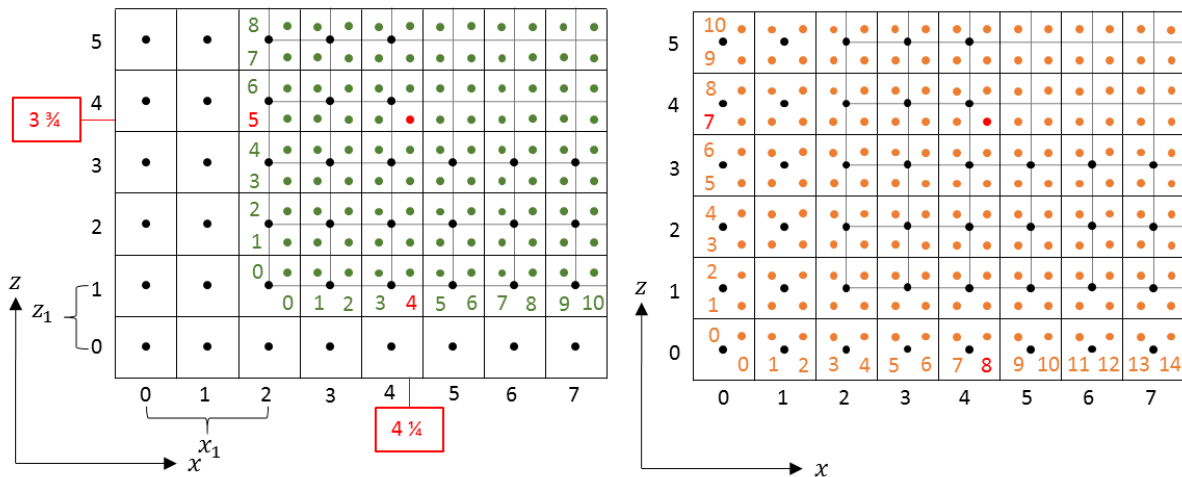 5 8 10
7 5 9
4 6 8
3 ¾ 5 4 7
3 4 3 6
3 5
2 2 2 4
1 3
z 1 0 z 1 2
z₁ 0 1 2 3 4 5 6 7 8 9 10 1
0 0 0
0 1 2 3 4 5 6 7 8 9 10 11 12 13 14
0 1 2 3 4 5 6 7 0 1 2 3 4 5 6 7
4 ¼
x₁
x x